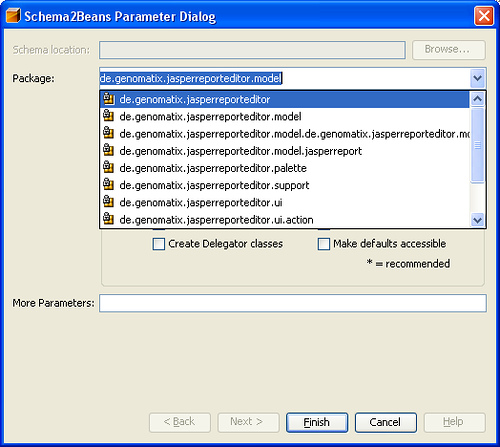 Schema2Beans Parameter Dialog
Schema location:
Browse...
Package:
de.genomatix.jasperreporteditor.model
de.genomatix.jasperreporteditor
de.genomatix.jasperreporteditor.model
de.genomatix.jasperreporteditor.model.de.genomatix.jasperreporteditor.mo
de.genomatix.jasperreporteditor.model.jasperreport
de.genomatix.jasperreporteditor.palette
de.genomatix.jasperreporteditor.support
de.genomatix.jasperreporteditor.ui
de.genomatix.jasperreporteditor.ui.action
Create Delegator classes
Make defaults accessible
* = recommended
More Parameters:
< Back
Next >
Finish
Cancel
Help